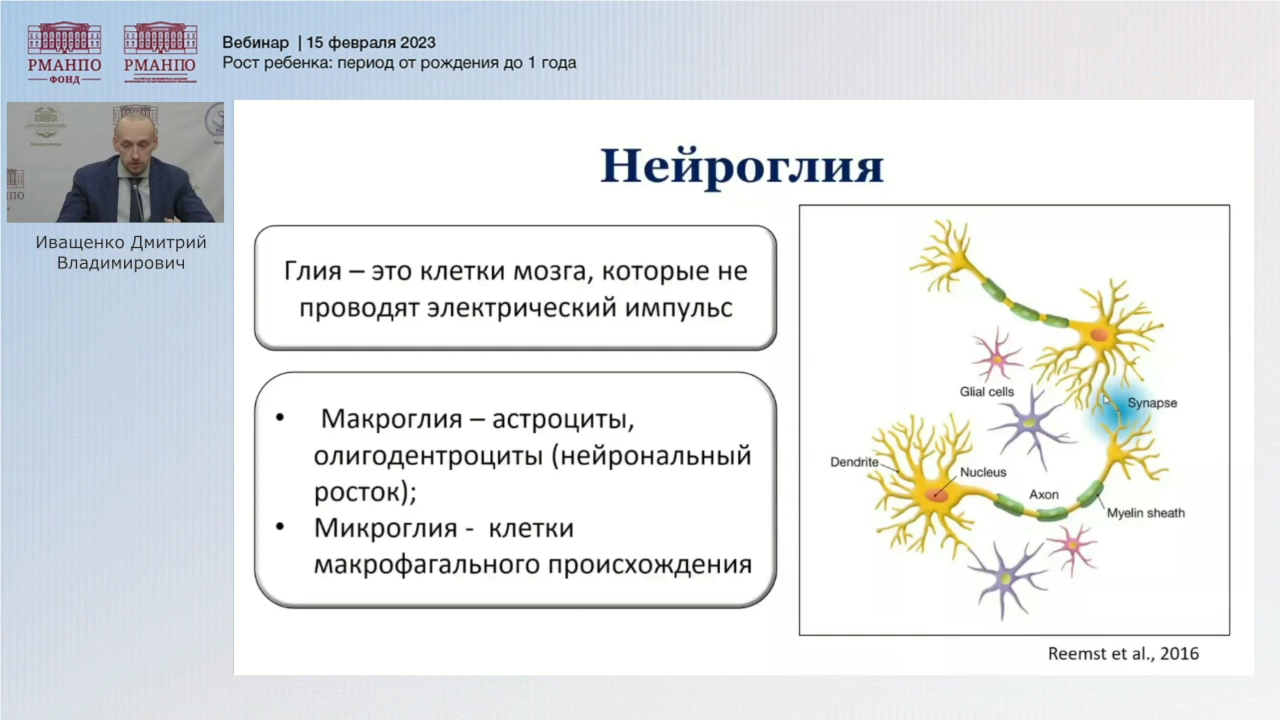 РМАНПО
ФОНД
РМАНПО
Вебинар | 15 февраля 2023
Рост ребенка: период от рождения до 1 года
Иващенко Дмитрий
Владимирович
Нейроглия
Глия – это клетки мозга, которые не
проводят электрический импульс
• Макроглия – астроциты,
олигодентроциты (нейрональный
росток);
• Микроглия - клетки
макрофагального происхождения
Glial cells
Synapse
Dendrite
Nucleus
Axon
Myelin sheath
Reemst et al., 2016